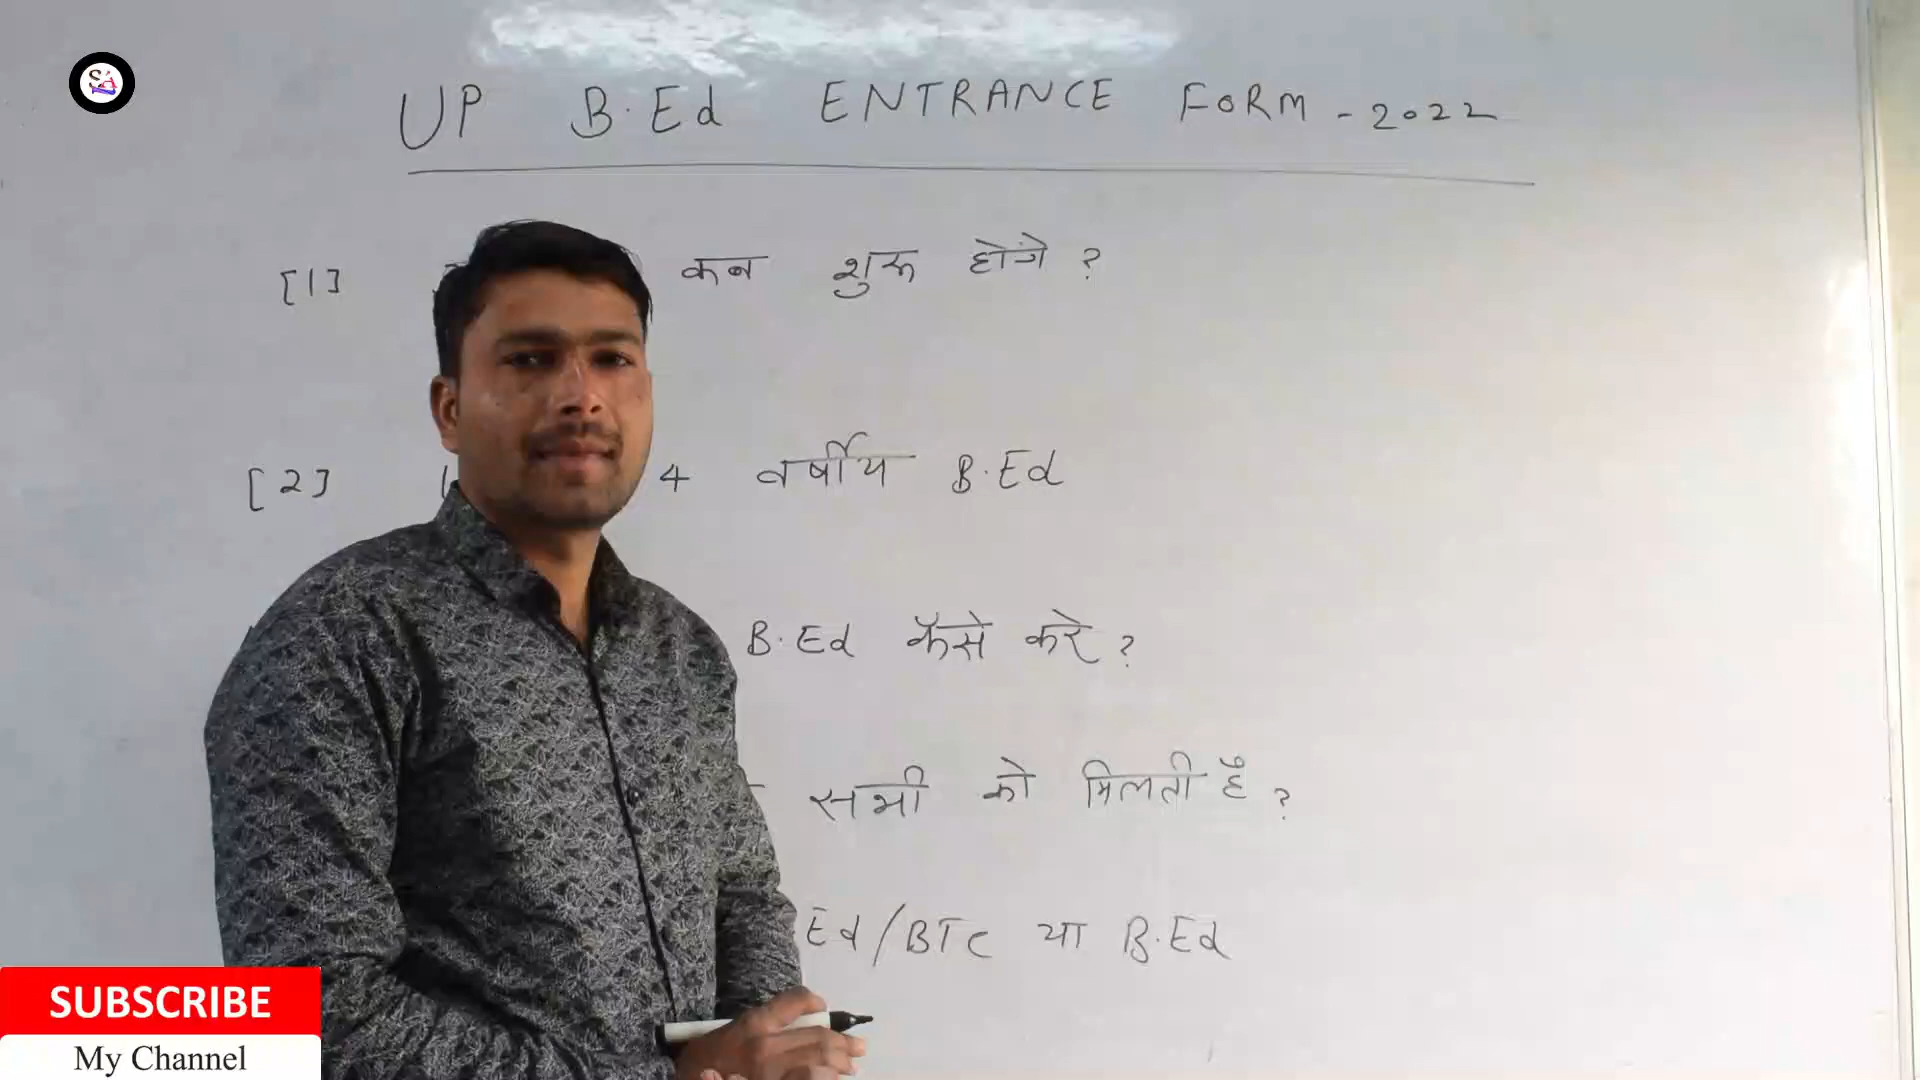 UP B.Ed ENTRANCE FORM - 2022
[1] कब शुरू होंगे ?
[2] 4 वर्षीय B.Ed
B.Ed कैसे करे ?
सभी को मिलती है ?
Ed/BTC या B.Ed
SUBSCRIBE
My Channel